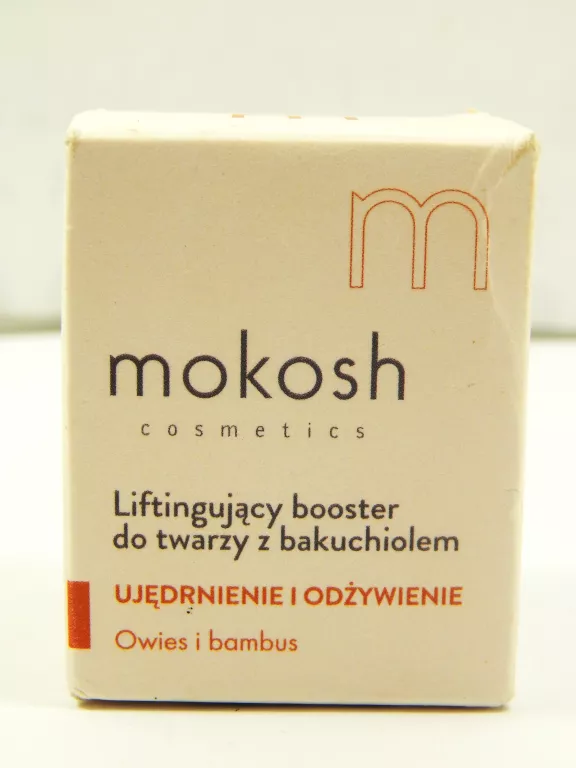 m
mokosh
cosmetics
Liftingujący booster
do twarzy z bakuchiolem
UJĘDRNIENIE I ODŻYWIENIE
Owies i bambus